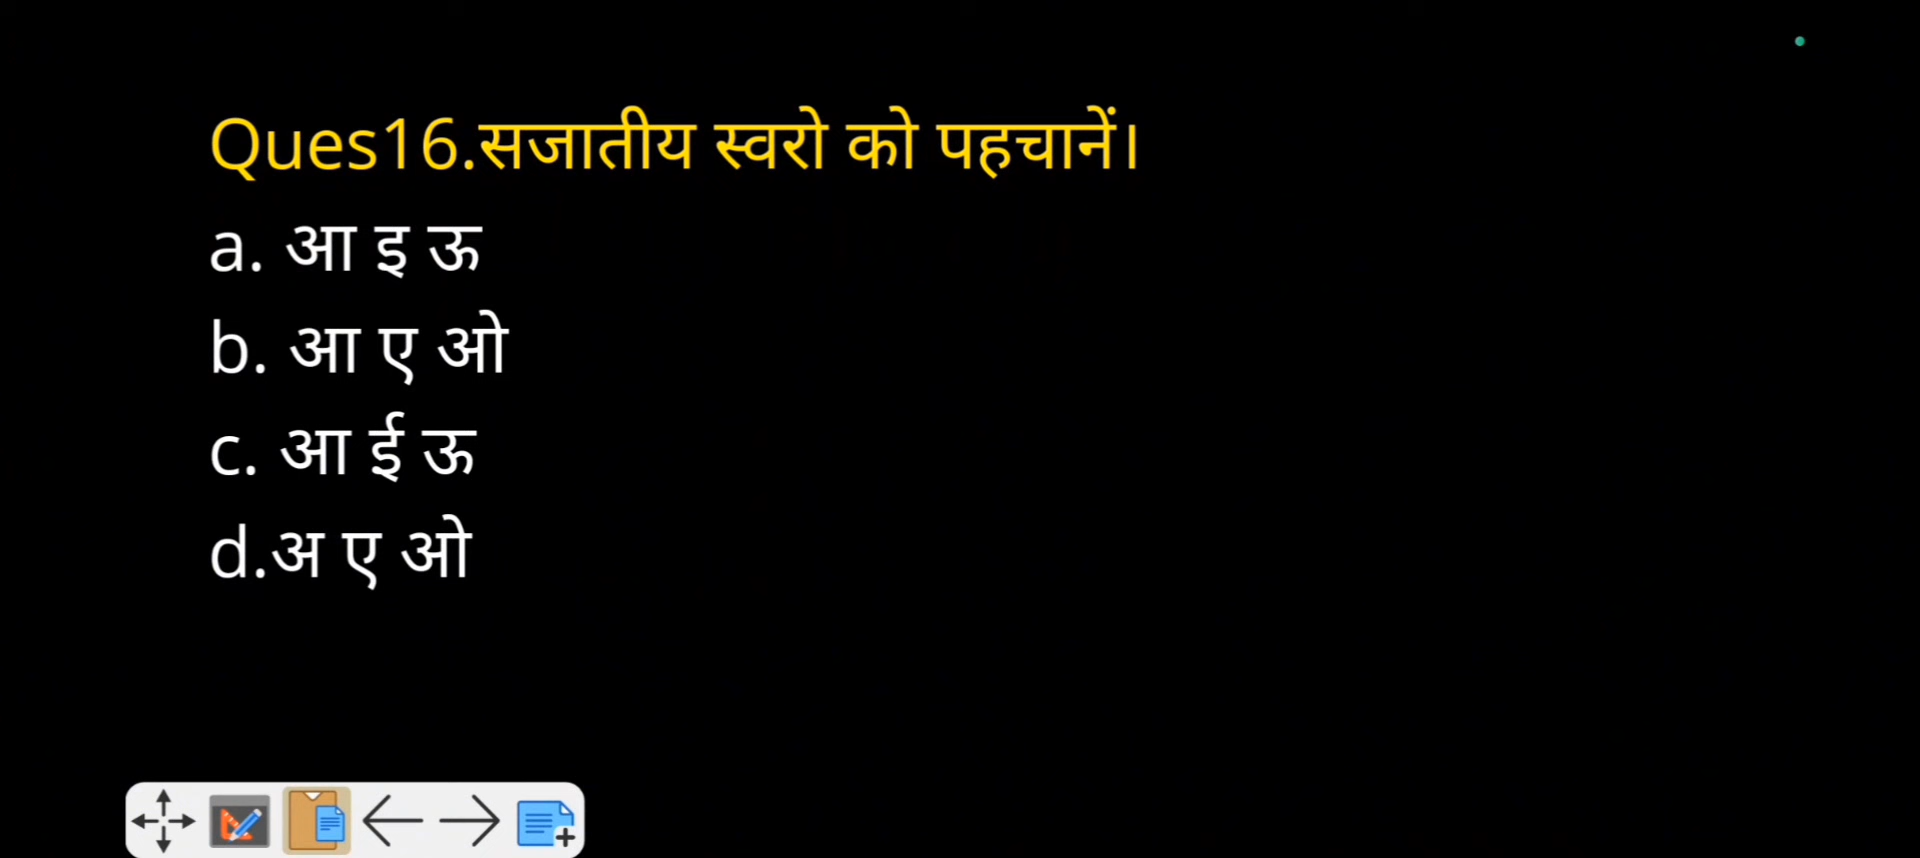 Ques16.सजातीय स्वरो को पहचानें।
a. आ इ ऊ
b. आ ए ओ
c. आ ई ऊ
d.अ ए ओ